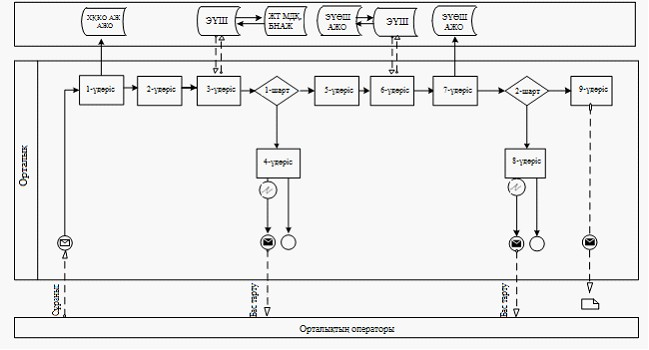 ХҚКО АЖ
АЖО
ЭҮШ
ЖТ МДҚ,
БНАЖ
ЭҮӨШ
АЖО
ЭҮШ
ЭҮӨШ
АЖО
Орталық
1-үдеріс
2-үдеріс
3-үдеріс
1-шарт
5-үдеріс
6-үдеріс
7-үдеріс
2-шарт
9-үдеріс
4-үдеріс
8-үдеріс
Сұраныс
Бас тарту
Бас тарту
Орталықтың операторы